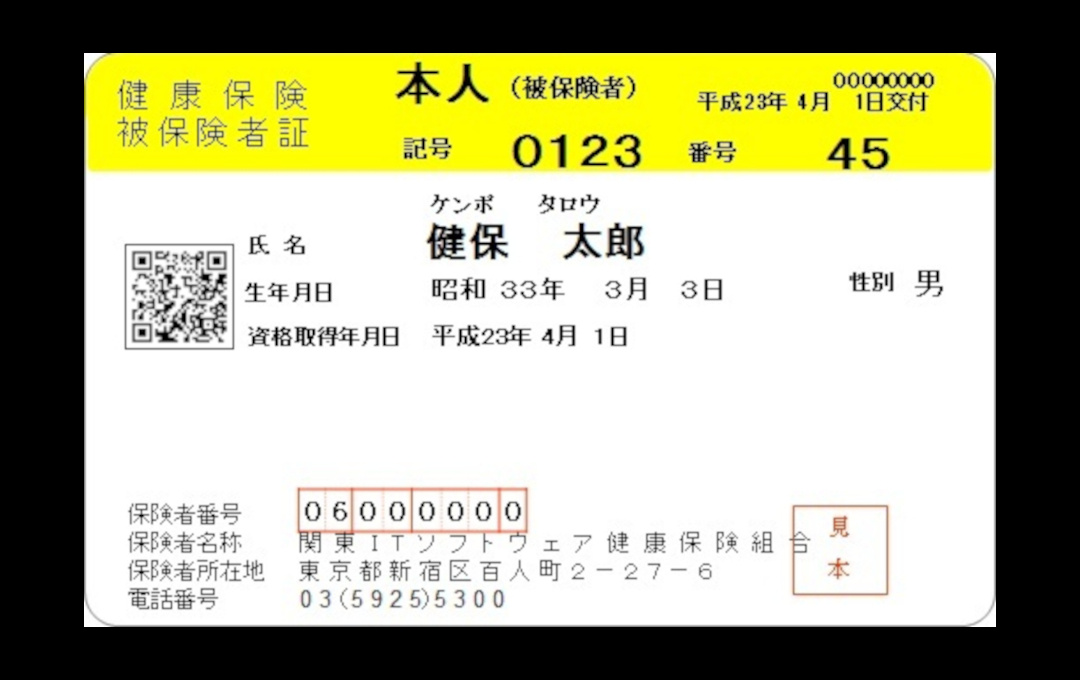 健康保険
被保険者証
本人（被保険者）
00000000
平成23年 4月 1日交付
記号 0123 番号 45
ケンポ タロウ
氏名 健保 太郎
生年月日 昭和 33年 3月 3日 性別 男
資格取得年月日 平成23年 4月 1日
保険者番号 06000000
保険者名称 関東ITソフトウェア健康保険組合
保険者所在地 東京都新宿区百人町2-27-6
電話番号 03(5925)5300
見
本